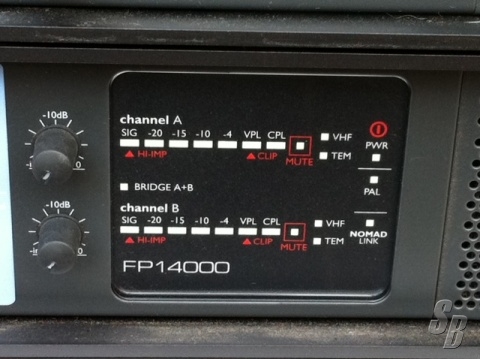 -10dB
channel A
SIG -20 -15 -10 -4 VPL CPL
HI-IMP CLIP MUTE
VHF
TEM
PWR
BRIDGE A+B
PAL
-10dB
channel B
SIG -20 -15 -10 -4 VPL CPL
HI-IMP CLIP MUTE
VHF
TEM
NOMAD
LINK
FP14000
SB